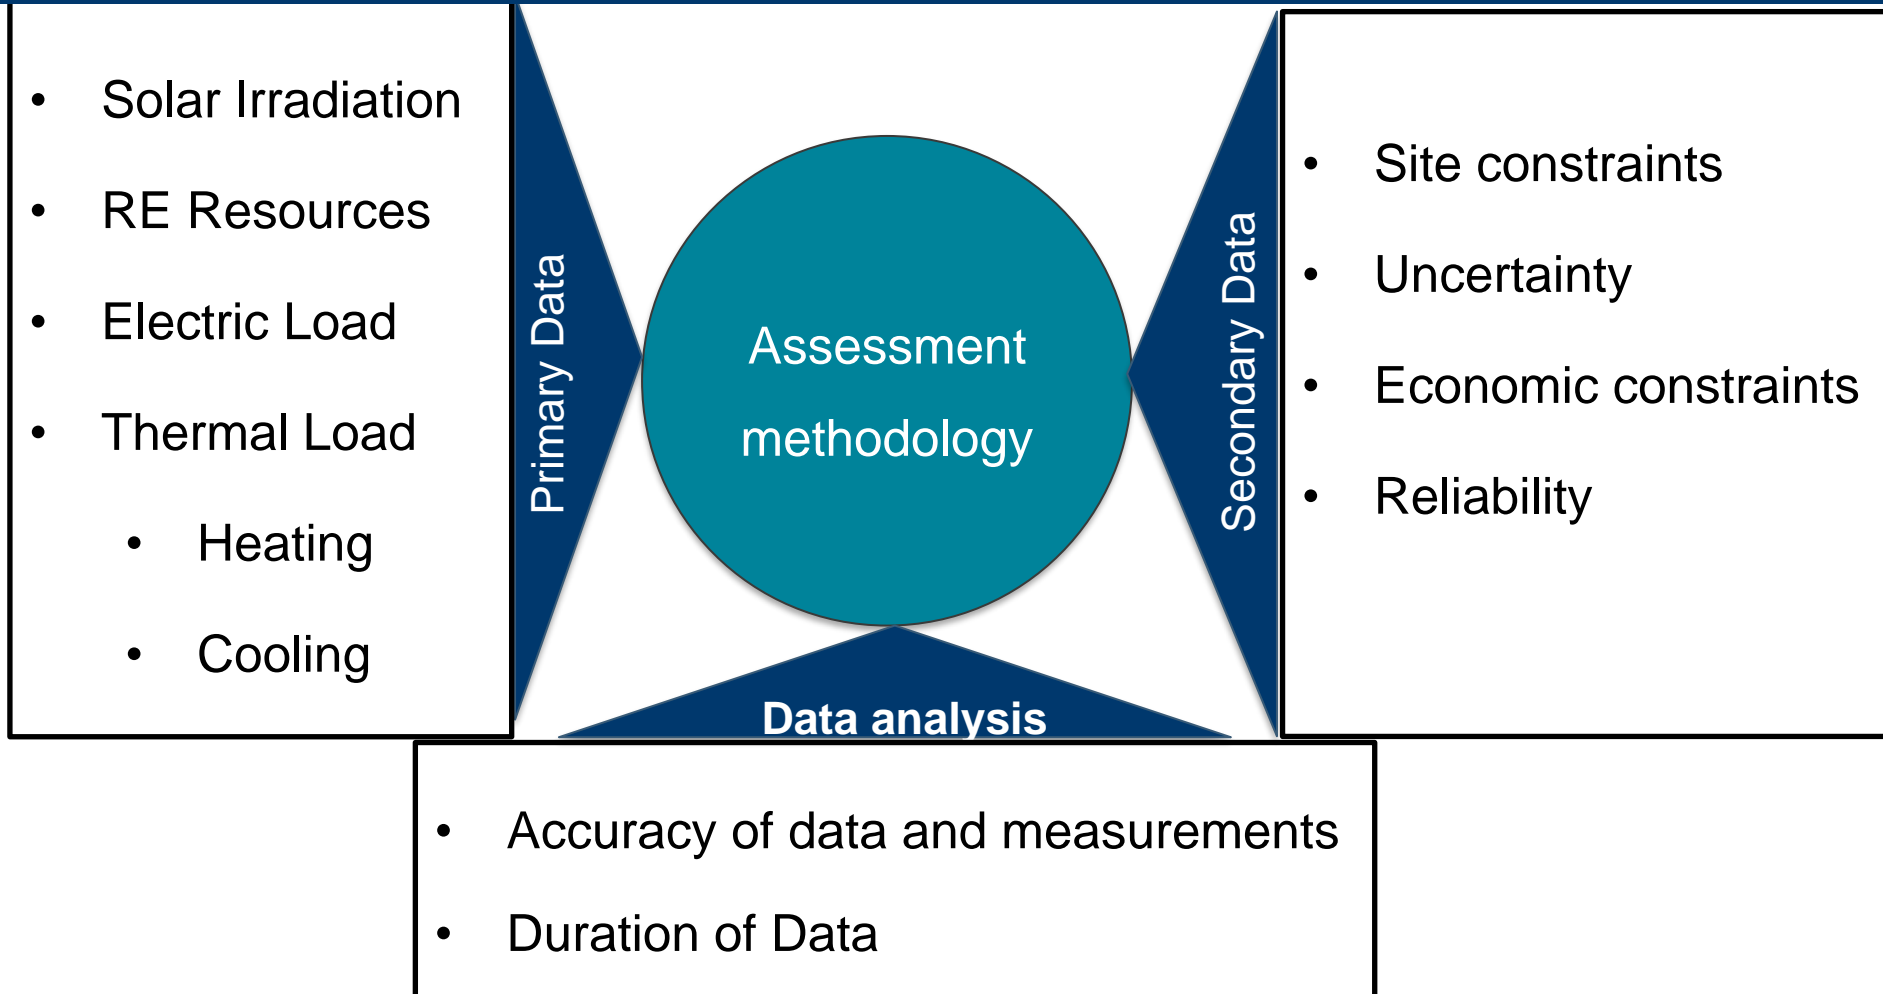 • Solar Irradiation
• RE Resources
• Electric Load
• Thermal Load
• Heating
• Cooling
Primary Data
Assessment
methodology
Secondary Data
• Site constraints
• Uncertainty
• Economic constraints
• Reliability
Data analysis
• Accuracy of data and measurements
• Duration of Data